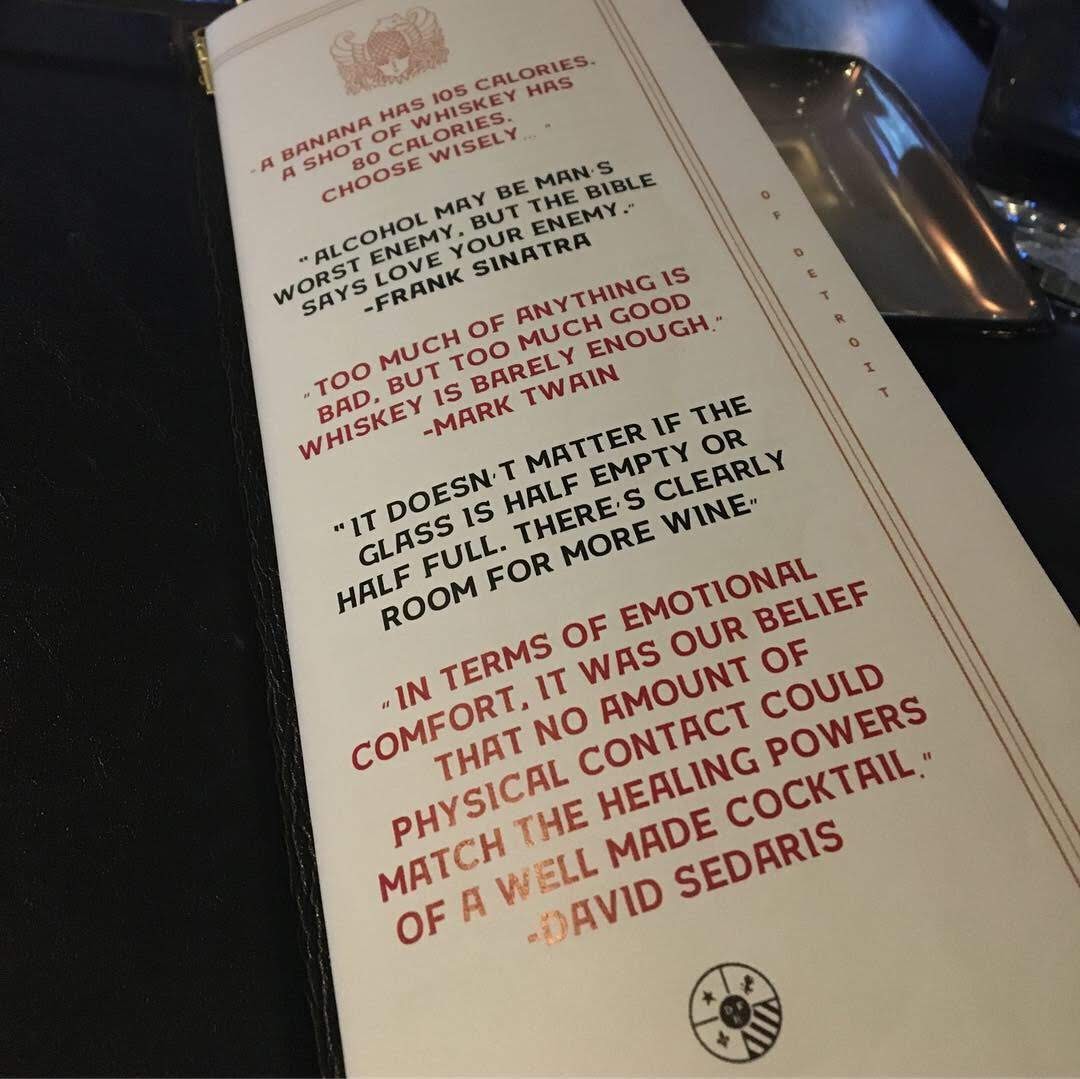 "A BANANA HAS 105 CALORIES.
A SHOT OF WHISKEY HAS
80 CALORIES.
CHOOSE WISELY..."
"ALCOHOL MAY BE MAN'S
WORST ENEMY, BUT THE BIBLE
SAYS LOVE YOUR ENEMY."
-FRANK SINATRA
"TOO MUCH OF ANYTHING IS
BAD, BUT TOO MUCH GOOD
WHISKEY IS BARELY ENOUGH."
-MARK TWAIN
"IT DOESN'T MATTER IF THE
GLASS IS HALF EMPTY OR
HALF FULL. THERE'S CLEARLY
ROOM FOR MORE WINE"
"IN TERMS OF EMOTIONAL
COMFORT, IT WAS OUR BELIEF
THAT NO AMOUNT OF
PHYSICAL CONTACT COULD
MATCH THE HEALING POWERS
OF A WELL MADE COCKTAIL."
-DAVID SEDARIS
OF DETROIT